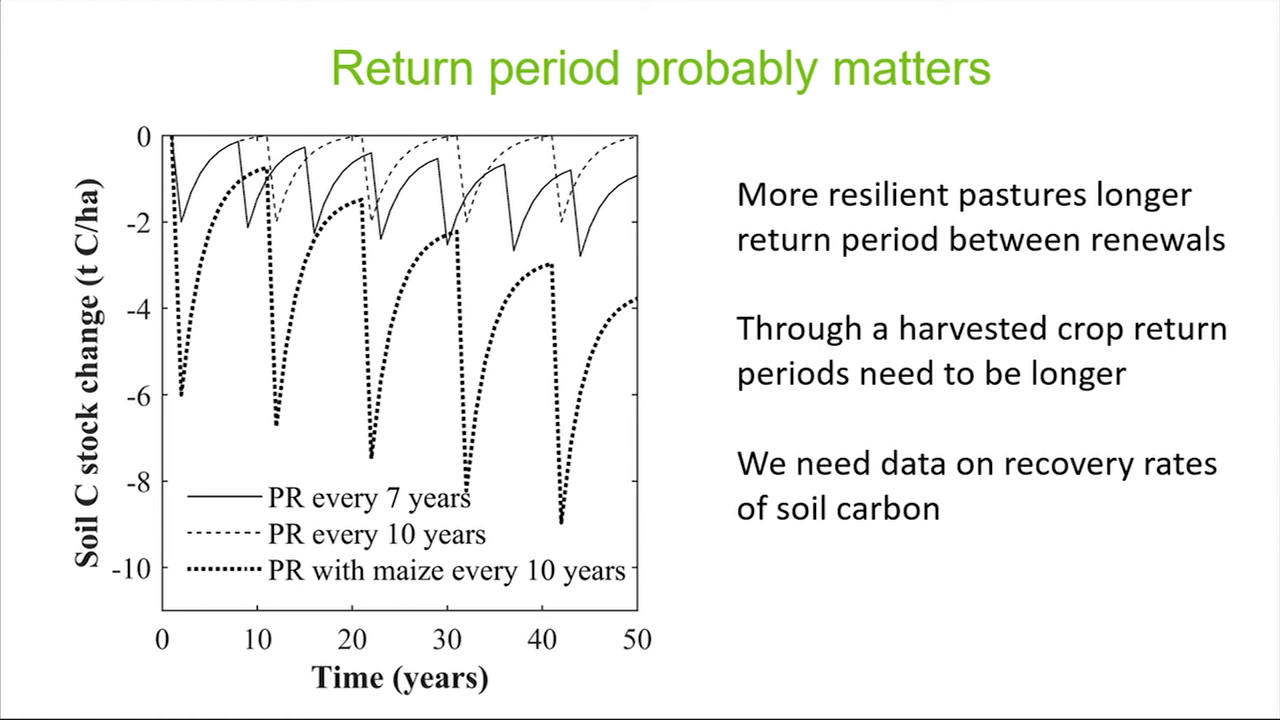 Return period probably matters
0
-2
-4
-6
-8
-10
Soil C stock change (t C/ha)
PR every 7 years
PR every 10 years
PR with maize every 10 years
0 10 20 30 40 50
Time (years)
More resilient pastures longer
return period between renewals
Through a harvested crop return
periods need to be longer
We need data on recovery rates
of soil carbon